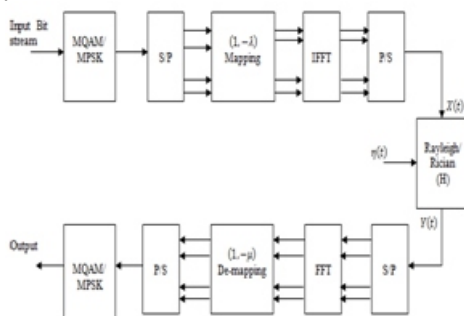 Input Bit
stream
MQAM/
MPSK
S/P
(1, −λ)
Mapping
IFFT
P/S
X(t)
η(t)
Rayleigh/
Rician
(H)
Y(t)
Output
MQAM/
MPSK
P/S
(1, −μ)
De-mapping
FFT
S/P